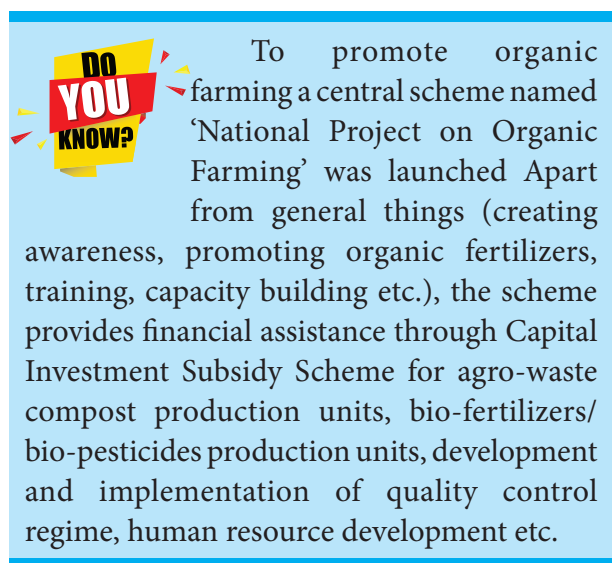 DO
YOU
KNOW?
To promote organic
farming a central scheme named
‘National Project on Organic
Farming’ was launched Apart
from general things (creating
awareness, promoting organic fertilizers,
training, capacity building etc.), the scheme
provides financial assistance through Capital
Investment Subsidy Scheme for agro-waste
compost production units, bio-fertilizers/
bio-pesticides production units, development
and implementation of quality control
regime, human resource development etc.